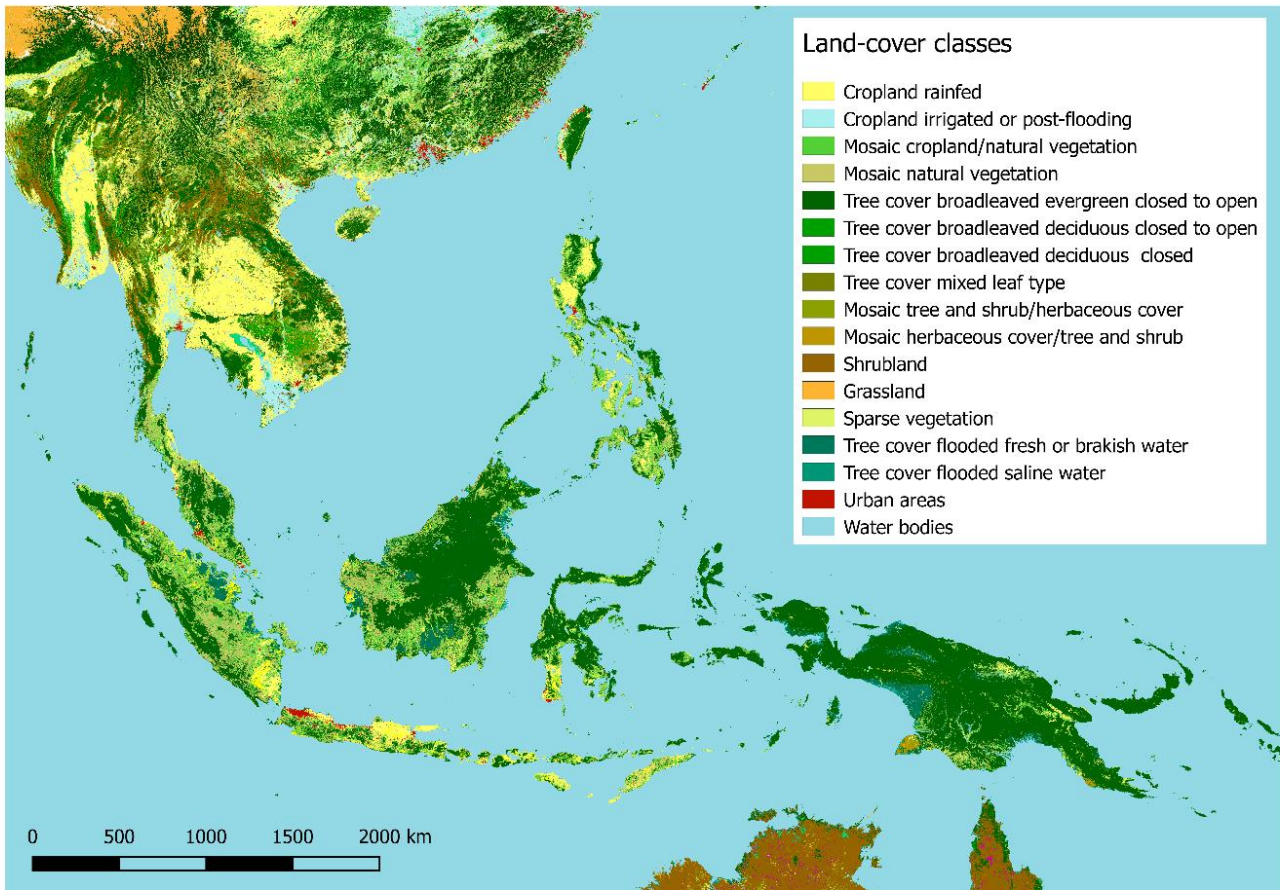 Land-cover classes
Cropland rainfed
Cropland irrigated or post-flooding
Mosaic cropland/natural vegetation
Mosaic natural vegetation
Tree cover broadleaved evergreen closed to open
Tree cover broadleaved deciduous closed to open
Tree cover broadleaved deciduous  closed
Tree cover mixed leaf type
Mosaic tree and shrub/herbaceous cover
Mosaic herbaceous cover/tree and shrub
Shrubland
Grassland
Sparse vegetation
Tree cover flooded fresh or brakish water
Tree cover flooded saline water
Urban areas
Water bodies
0 500 1000 1500 2000 km